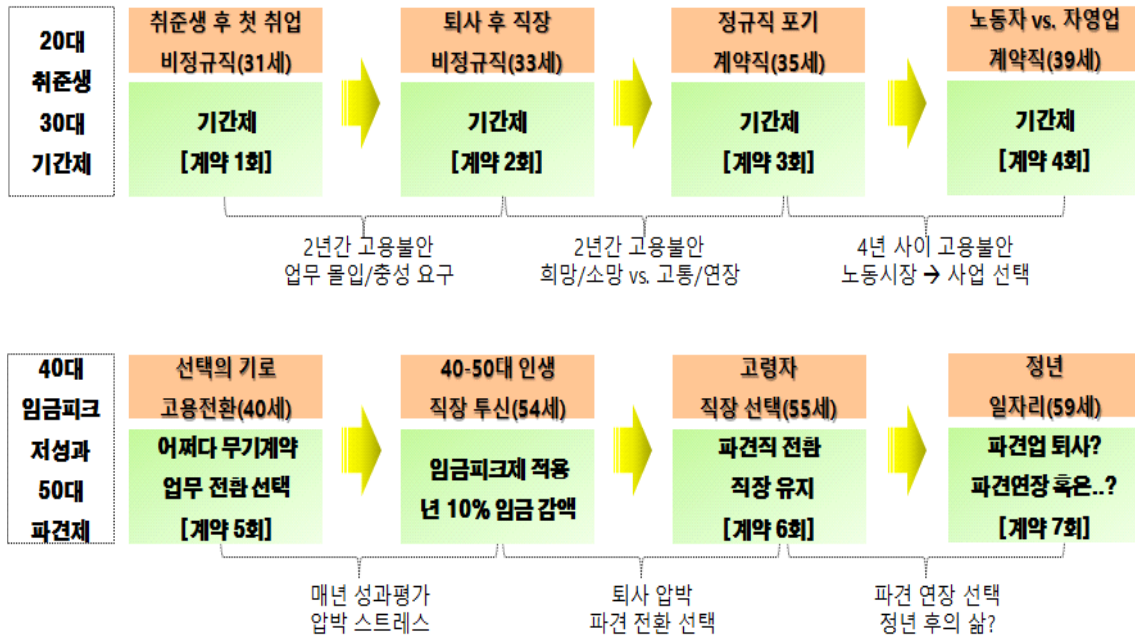 20대
취준생
30대
기간제
취준생 후 첫 취업
비정규직(31세)
기간제
[계약 1회]
퇴사 후 직장
비정규직(33세)
기간제
[계약 2회]
정규직 포기
계약직(35세)
기간제
[계약 3회]
노동자 vs. 자영업
계약직(39세)
기간제
[계약 4회]
2년간 고용불안
업무 몰입/충성 요구
2년간 고용불안
희망/소망 vs. 고통/연장
4년 사이 고용불안
노동시장 → 사업 선택
40대
임금피크
저성과
50대
파견제
선택의 기로
고용전환(40세)
어쩌다 무기계약
업무 전환 선택
[계약 5회]
40-50대 인생
직장 투신(54세)
임금피크제 적용
년 10% 임금 감액
고령자
직장 선택(55세)
파견직 전환
직장 유지
[계약 6회]
정년
일자리(59세)
파견업 퇴사?
파견연장 혹은..?
[계약 7회]
매년 성과평가
압박 스트레스
퇴사 압박
파견 전환 선택
파견 연장 선택
정년 후의 삶?